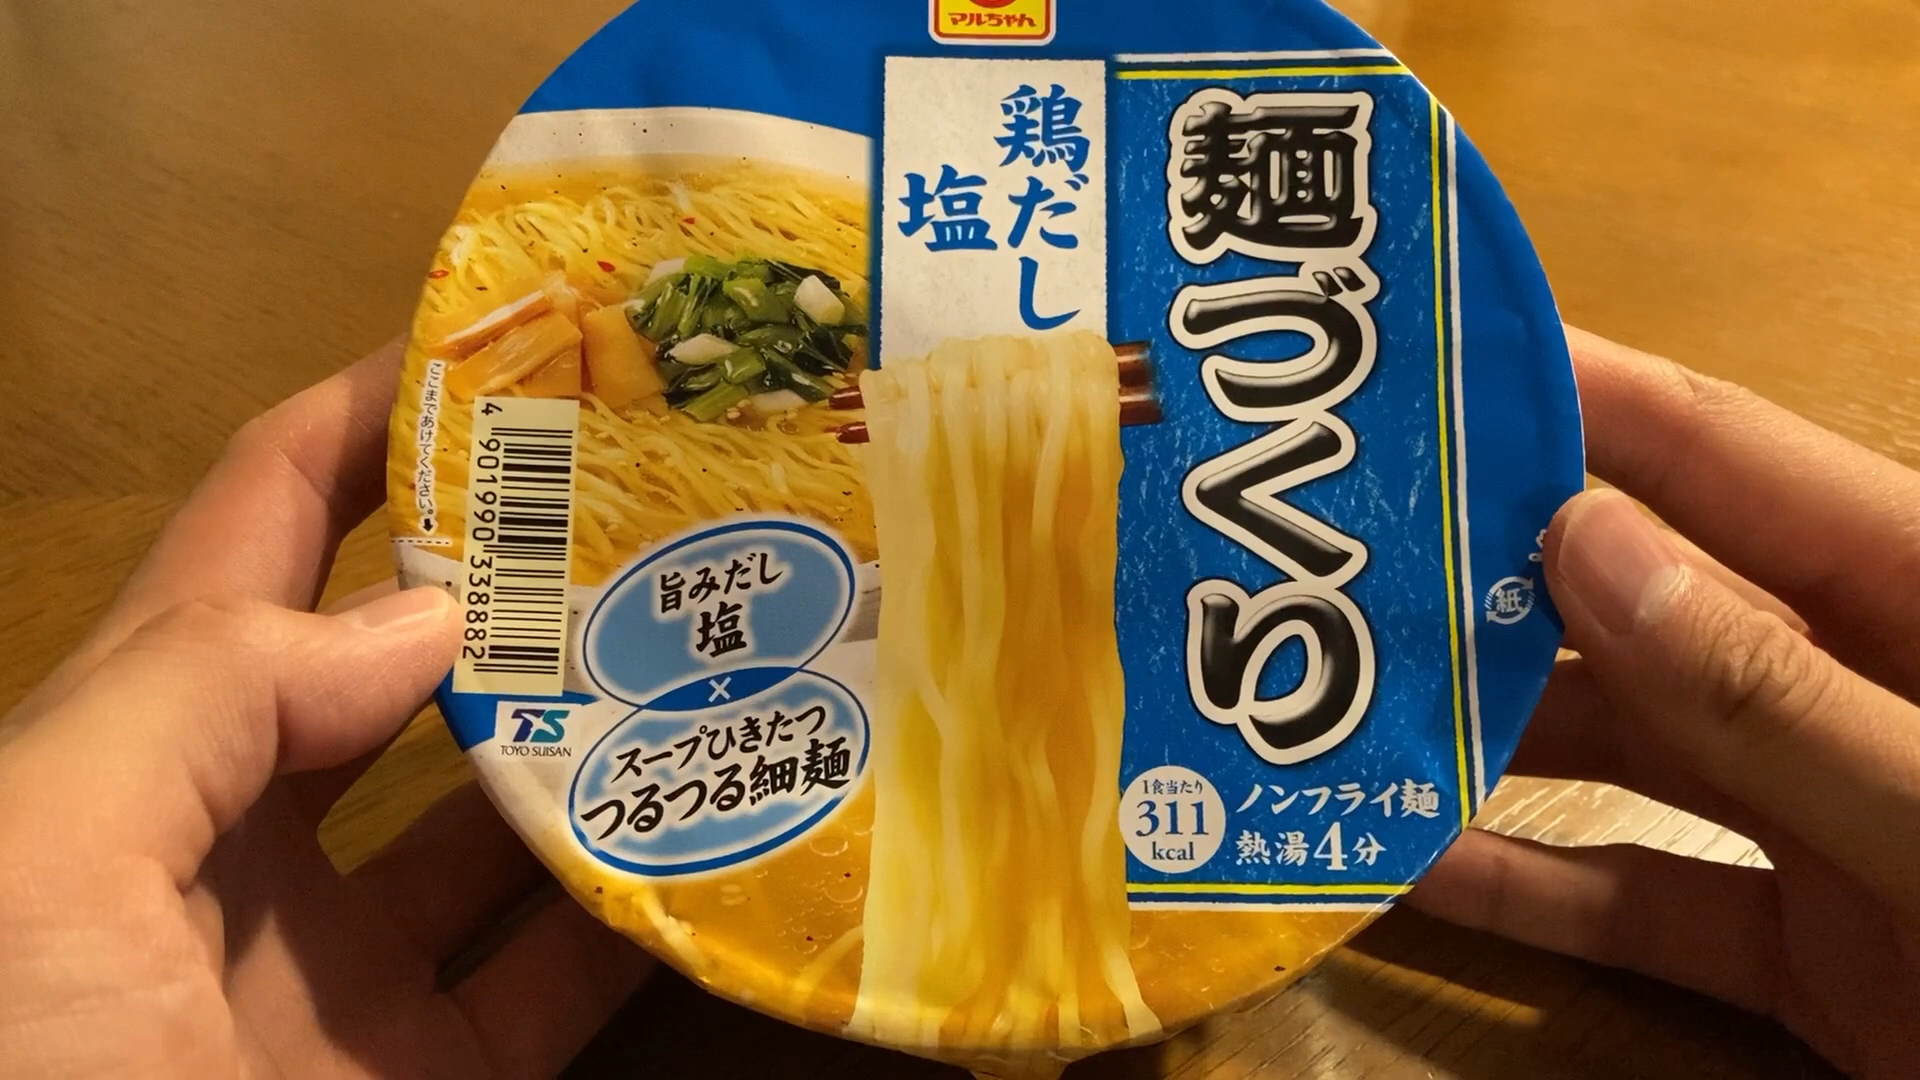 マルちゃん
麺づくり
鶏だし
塩
ここまであけてください。
4 901990 338882
旨みだし
塩
×
スープひきたつ
つるつる細麺
TS
TOYO SUISAN
1食当たり
311
kcal
ノンフライ麺
熱湯4分
紙